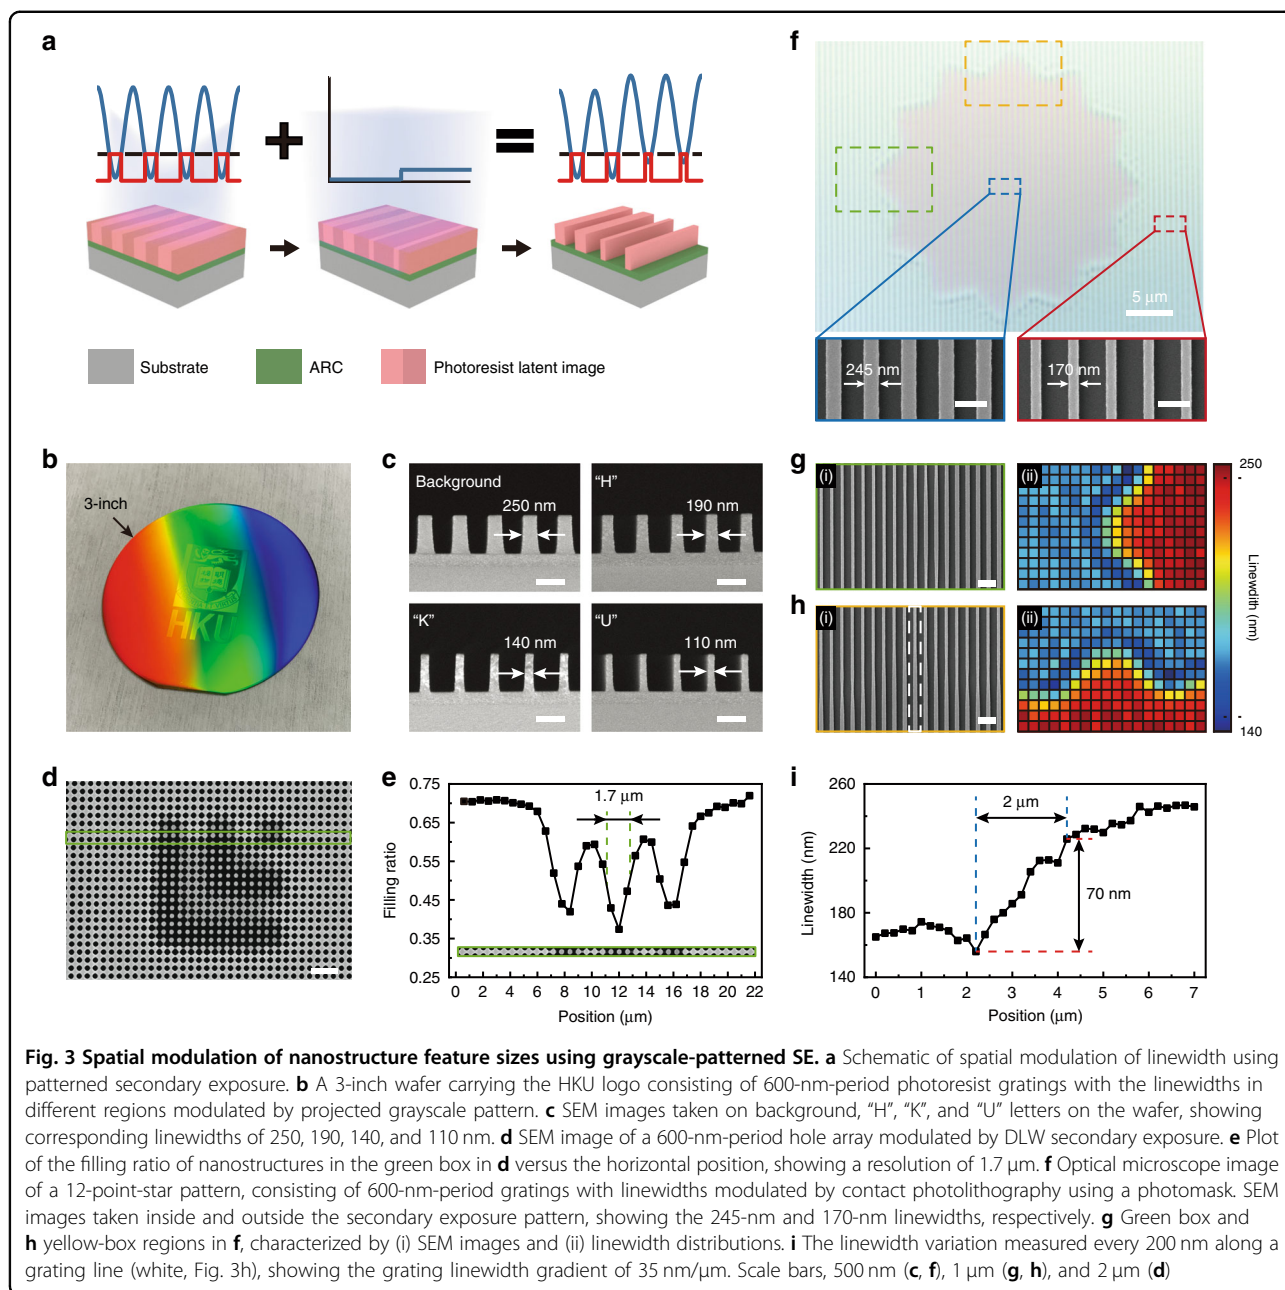 a
Substrate
ARC
Photoresist latent image
f
5 μm
245 nm
170 nm
b
3-inch
HKU
c
Background
250 nm
"H"
190 nm
"K"
140 nm
"U"
110 nm
g
(i)
(ii)
250
Linewidth (nm)
140
h
(i)
(ii)
d
e
0.75
0.65
0.55
0.45
0.35
0.25
Filling ratio
1.7 μm
0 2 4 6 8 10 12 14 16 18 20 22
Position (μm)
i
260
220
180
140
Linewidth (nm)
2 μm
70 nm
0 1 2 3 4 5 6 7
Position (μm)
Fig. 3 Spatial modulation of nanostructure feature sizes using grayscale-patterned SE. a Schematic of spatial modulation of linewidth using
patterned secondary exposure. b A 3-inch wafer carrying the HKU logo consisting of 600-nm-period photoresist gratings with the linewidths in
different regions modulated by projected grayscale pattern. c SEM images taken on background, "H", "K", and "U" letters on the wafer, showing
corresponding linewidths of 250, 190, 140, and 110 nm. d SEM image of a 600-nm-period hole array modulated by DLW secondary exposure. e Plot
of the filling ratio of nanostructures in the green box in d versus the horizontal position, showing a resolution of 1.7 μm. f Optical microscope image
of a 12-point-star pattern, consisting of 600-nm-period gratings with linewidths modulated by contact photolithography using a photomask. SEM
images taken inside and outside the secondary exposure pattern, showing the 245-nm and 170-nm linewidths, respectively. g Green box and
h yellow-box regions in f, characterized by (i) SEM images and (ii) linewidth distributions. i The linewidth variation measured every 200 nm along a
grating line (white, Fig. 3h), showing the grating linewidth gradient of 35 nm/μm. Scale bars, 500 nm (c, f), 1 μm (g, h), and 2 μm (d)